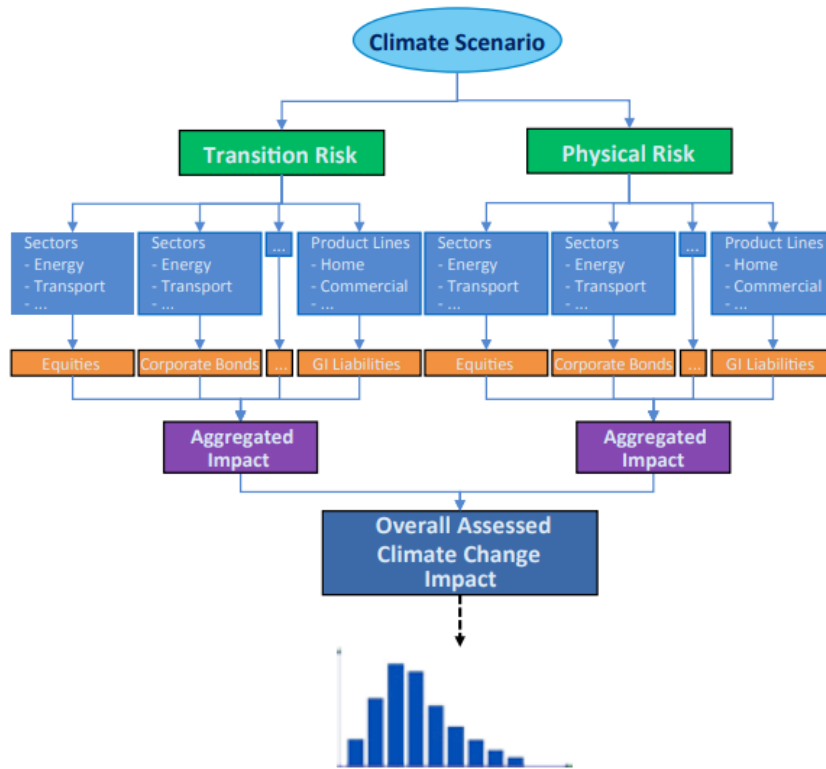 Climate Scenario
Transition Risk
Physical Risk
Sectors
- Energy
- Transport
- ...
Sectors
- Energy
- Transport
- ...
...
Product Lines
- Home
- Commercial
- ...
Sectors
- Energy
- Transport
- ...
Sectors
- Energy
- Transport
- ...
...
Product Lines
- Home
- Commercial
- ...
Equities
Corporate Bonds
...
GI Liabilities
Equities
Corporate Bonds
...
GI Liabilities
Aggregated
Impact
Aggregated
Impact
Overall Assessed
Climate Change
Impact